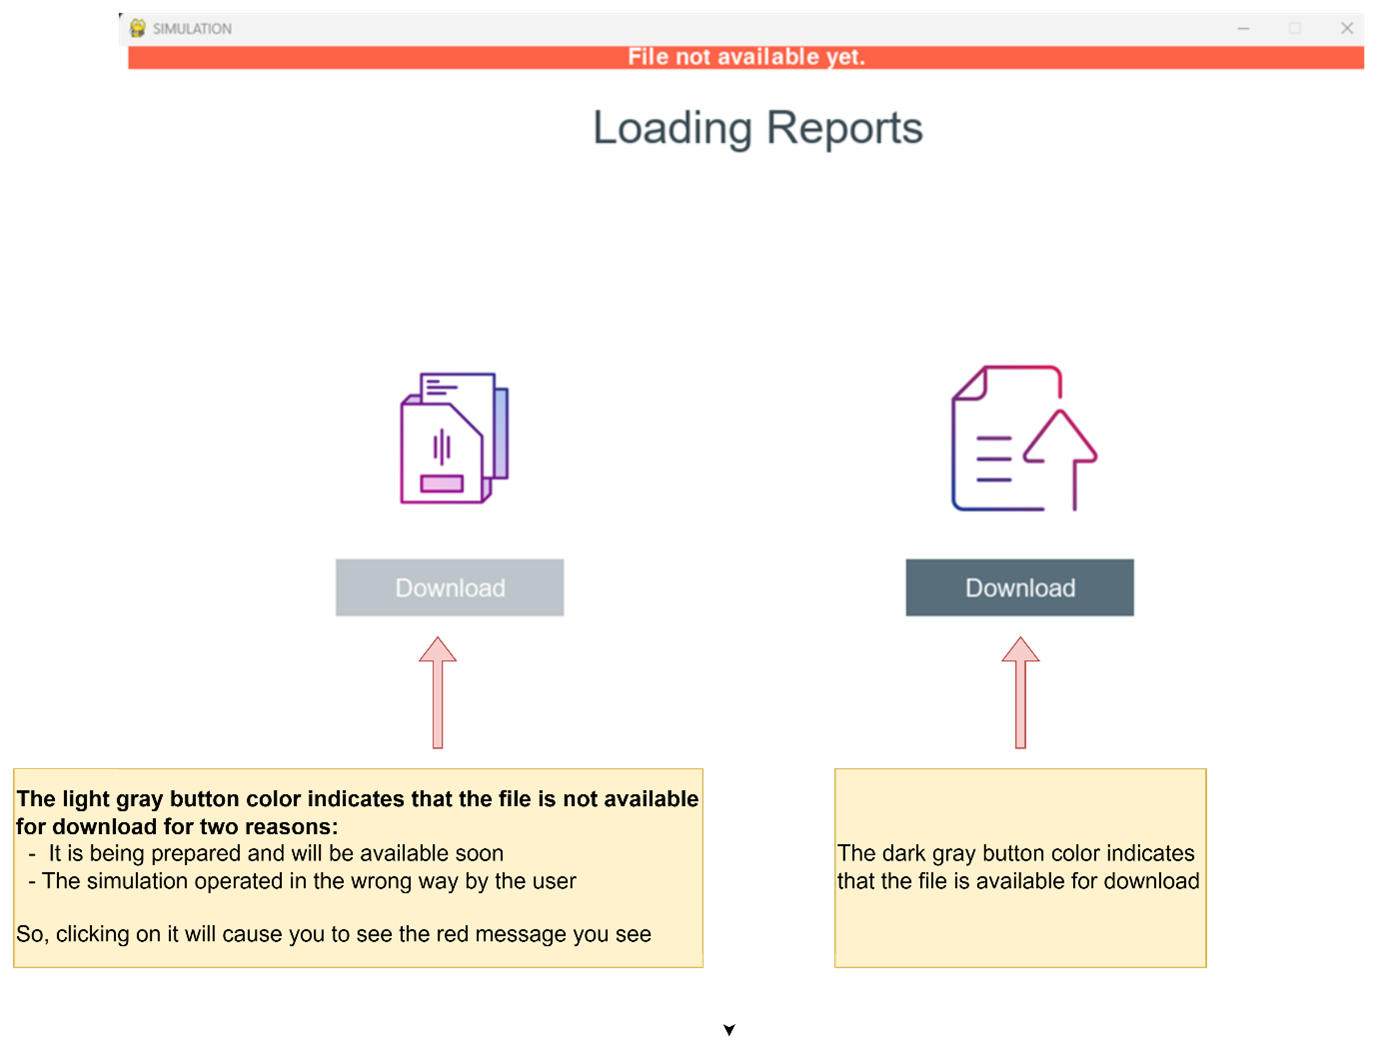 SIMULATION
File not available yet.
Loading Reports
Download
Download
The light gray button color indicates that the file is not available
for download for two reasons:
- It is being prepared and will be available soon
- The simulation operated in the wrong way by the user
So, clicking on it will cause you to see the red message you see
The dark gray button color indicates
that the file is available for download